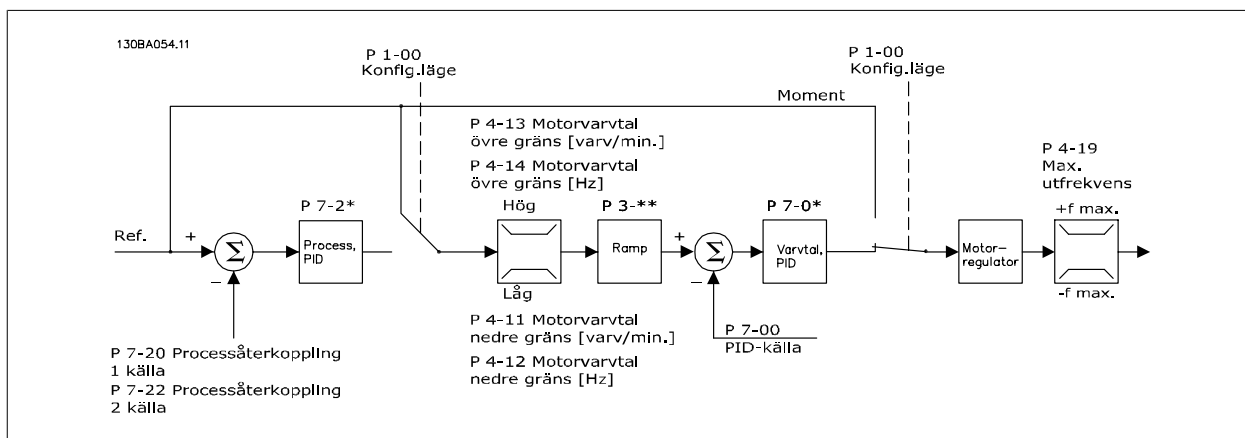 130BA054.11
P 1-00
Konfig.läge
P 1-00
Konfig.läge
Moment
P 4-13 Motorvarvtal
övre gräns [varv/min.]
P 4-14 Motorvarvtal
övre gräns [Hz]
P 4-19
Max.
utfrekvens
P 7-2*
Hög
P 3-**
P 7-0*
+f max.
Ref.
+
Σ
Process,
PID
Ramp
+
Σ
Varvtal,
PID
Motor-
regulator
_
_
Låg
-f max.
P 4-11 Motorvarvtal
nedre gräns [varv/min.]
P 4-12 Motorvarvtal
nedre gräns [Hz]
P 7-00
PID-källa
P 7-20 Processåterkoppling
1 källa
P 7-22 Processåterkoppling
2 källa